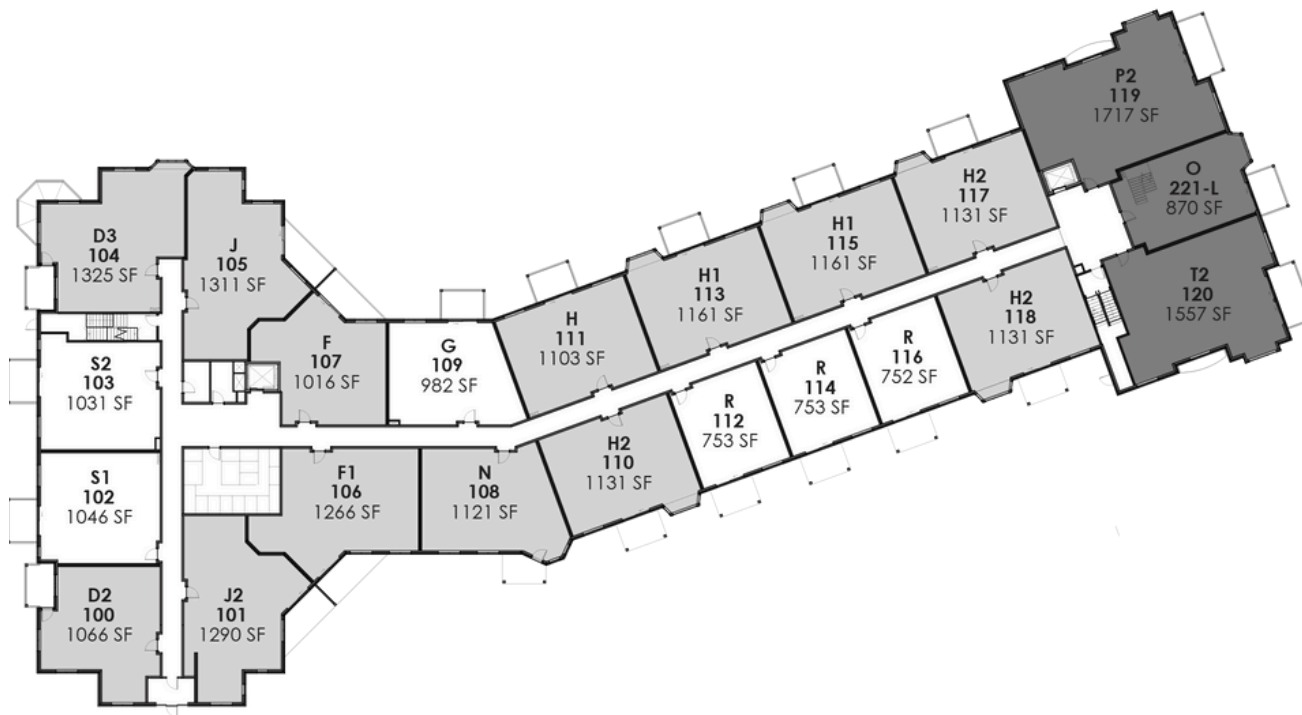 P2
119
1717 SF
O
221-L
870 SF
T2
120
1557 SF
H2
117
1131 SF
H1
115
1161 SF
H1
113
1161 SF
H
111
1103 SF
G
109
982 SF
F
107
1016 SF
J
105
1311 SF
D3
104
1325 SF
S2
103
1031 SF
S1
102
1046 SF
D2
100
1066 SF
J2
101
1290 SF
F1
106
1266 SF
N
108
1121 SF
H2
110
1131 SF
R
112
753 SF
R
114
753 SF
R
116
752 SF
H2
118
1131 SF